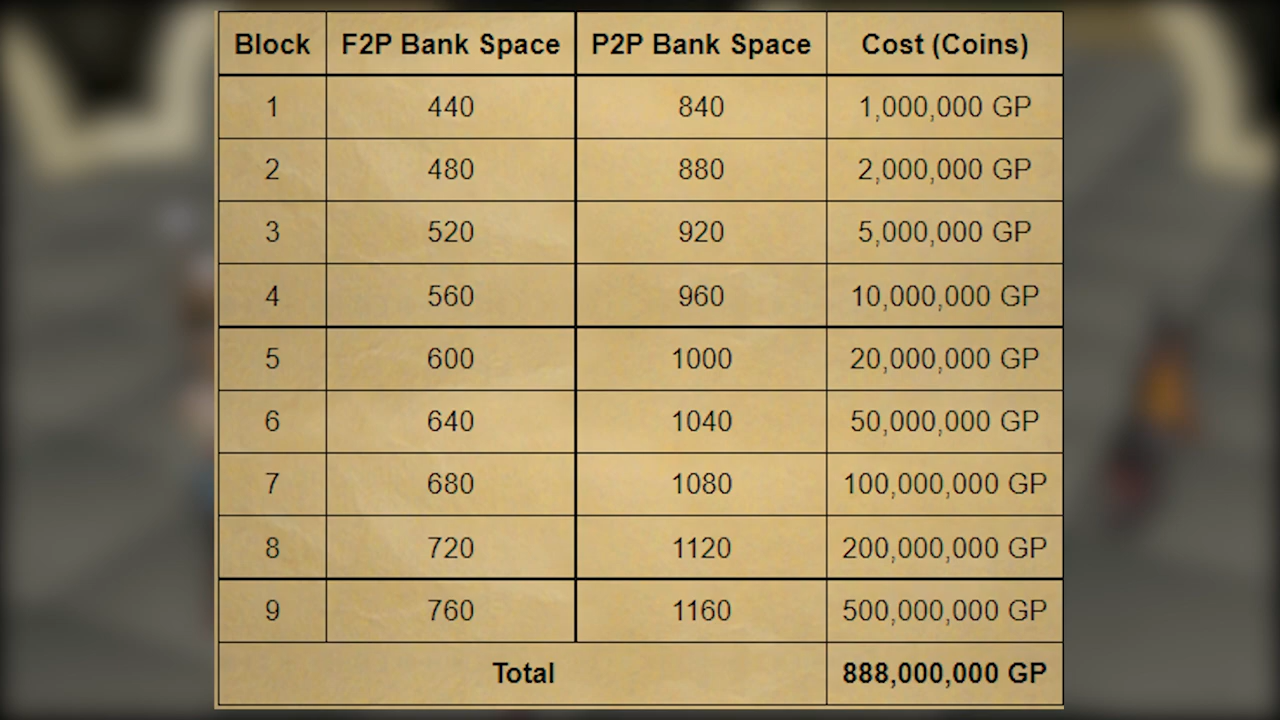 Block F2P Bank Space P2P Bank Space Cost (Coins)
1 440 840 1,000,000 GP
2 480 880 2,000,000 GP
3 520 920 5,000,000 GP
4 560 960 10,000,000 GP
5 600 1000 20,000,000 GP
6 640 1040 50,000,000 GP
7 680 1080 100,000,000 GP
8 720 1120 200,000,000 GP
9 760 1160 500,000,000 GP
Total 888,000,000 GP